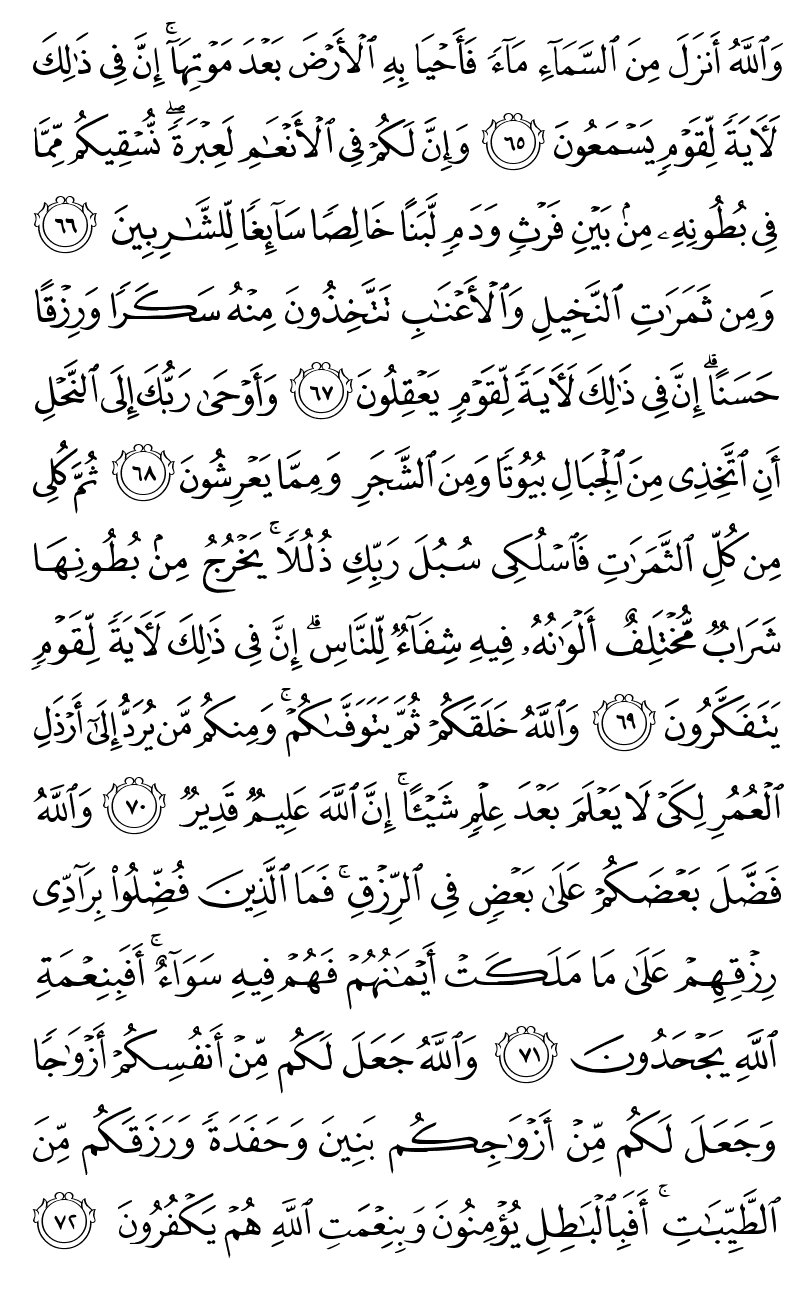 وَٱللَّهُ أَنزَلَ مِنَ ٱلسَّمَآءِ مَآءٗ فَأَحۡيَا بِهِ ٱلۡأَرۡضَ بَعۡدَ مَوۡتِهَآۚ إِنَّ فِي ذَٰلِكَ
لَأٓيَةٗ لِّقَوۡمٖ يَسۡمَعُونَ ٦٥ وَإِنَّ لَكُمۡ فِي ٱلۡأَنۡعَٰمِ لَعِبۡرَةٗۖ نُّسۡقِيكُم مِّمَّا
فِي بُطُونِهِۦ مِنۢ بَيۡنِ فَرۡثٖ وَدَمٖ لَّبَنًا خَالِصٗا سَآئِغٗا لِّلشَّٰرِبِينَ ٦٦
وَمِن ثَمَرَٰتِ ٱلنَّخِيلِ وَٱلۡأَعۡنَٰبِ تَتَّخِذُونَ مِنۡهُ سَكَرٗا وَرِزۡقًا
حَسَنًاۗ إِنَّ فِي ذَٰلِكَ لَأٓيَةٗ لِّقَوۡمٖ يَعۡقِلُونَ ٦٧ وَأَوۡحَىٰ رَبُّكَ إِلَى ٱلنَّحۡلِ
أَنِ ٱتَّخِذِي مِنَ ٱلۡجِبَالِ بُيُوتٗا وَمِنَ ٱلشَّجَرِ وَمِمَّا يَعۡرِشُونَ ٦٨ ثُمَّ كُلِي
مِن كُلِّ ٱلثَّمَرَٰتِ فَٱسۡلُكِي سُبُلَ رَبِّكِ ذُلُلٗاۚ يَخۡرُجُ مِنۢ بُطُونِهَا
شَرَابٞ مُّخۡتَلِفٌ أَلۡوَٰنُهُۥ فِيهِ شِفَآءٞ لِّلنَّاسِۗ إِنَّ فِي ذَٰلِكَ لَأٓيَةٗ لِّقَوۡمٖ
يَتَفَكَّرُونَ ٦٩ وَٱللَّهُ خَلَقَكُمۡ ثُمَّ يَتَوَفَّىٰكُمۡۚ وَمِنكُم مَّن يُرَدُّ إِلَىٰٓ أَرۡذَلِ
ٱلۡعُمُرِ لِكَيۡ لَا يَعۡلَمَ بَعۡدَ عِلۡمٖ شَيۡـًٔاۚ إِنَّ ٱللَّهَ عَلِيمٞ قَدِيرٞ ٧٠ وَٱللَّهُ
فَضَّلَ بَعۡضَكُمۡ عَلَىٰ بَعۡضٖ فِي ٱلرِّزۡقِۚ فَمَا ٱلَّذِينَ فُضِّلُواْ بِرَآدِّي
رِزۡقِهِمۡ عَلَىٰ مَا مَلَكَتۡ أَيۡمَٰنُهُمۡ فَهُمۡ فِيهِ سَوَآءٌۚ أَفَبِنِعۡمَةِ
ٱللَّهِ يَجۡحَدُونَ ٧١ وَٱللَّهُ جَعَلَ لَكُم مِّنۡ أَنفُسِكُمۡ أَزۡوَٰجٗا
وَجَعَلَ لَكُم مِّنۡ أَزۡوَٰجِكُم بَنِينَ وَحَفَدَةٗ وَرَزَقَكُم مِّنَ
ٱلطَّيِّبَٰتِۚ أَفَبِٱلۡبَٰطِلِ يُؤۡمِنُونَ وَبِنِعۡمَتِ ٱللَّهِ هُمۡ يَكۡفُرُونَ ٧٢